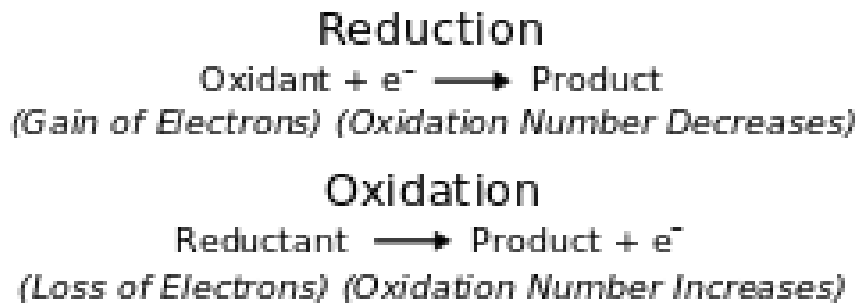 Reduction
Oxidant + e⁻ ⟶ Product
(Gain of Electrons) (Oxidation Number Decreases)
Oxidation
Reductant ⟶ Product + e⁻
(Loss of Electrons) (Oxidation Number Increases)